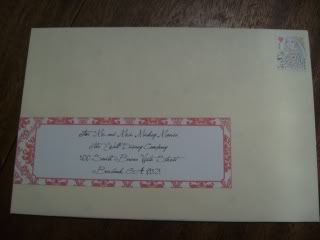 Mr. and Mrs. Mickey Mouse
The Walt Disney Company
500 South Buena Vista Street
Burbank, CA 91521